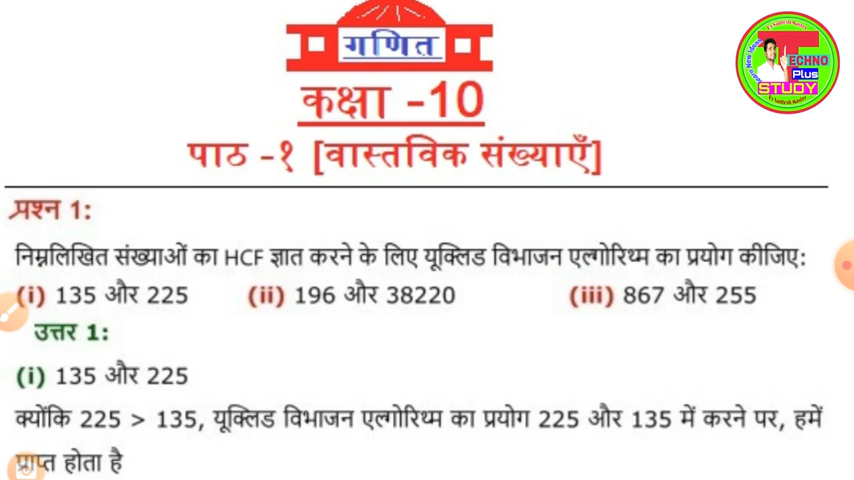 गणित
कक्षा -10
पाठ -१ [वास्तविक संख्याएँ]
TECHNO
Plus
STUDY
प्रश्न 1:
निम्नलिखित संख्याओं का HCF ज्ञात करने के लिए यूक्लिड विभाजन एल्गोरिथ्म का प्रयोग कीजिए:
(i) 135 और 225 (ii) 196 और 38220 (iii) 867 और 255
उत्तर 1:
(i) 135 और 225
क्योंकि 225 > 135, यूक्लिड विभाजन एल्गोरिथ्म का प्रयोग 225 और 135 में करने पर, हमें
प्राप्त होता है